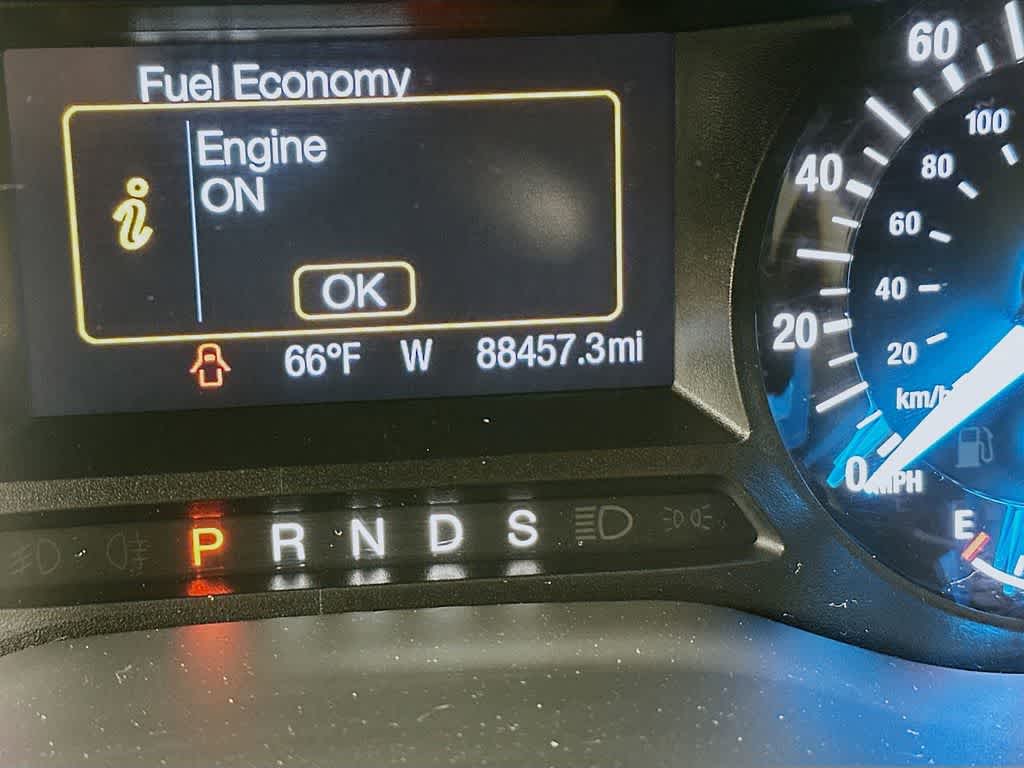 Fuel Economy
Engine
ON
OK
66°F W 88457.3mi
P R N D S
60
40
20
0 MPH
100
80
60
40
20
km/h
E